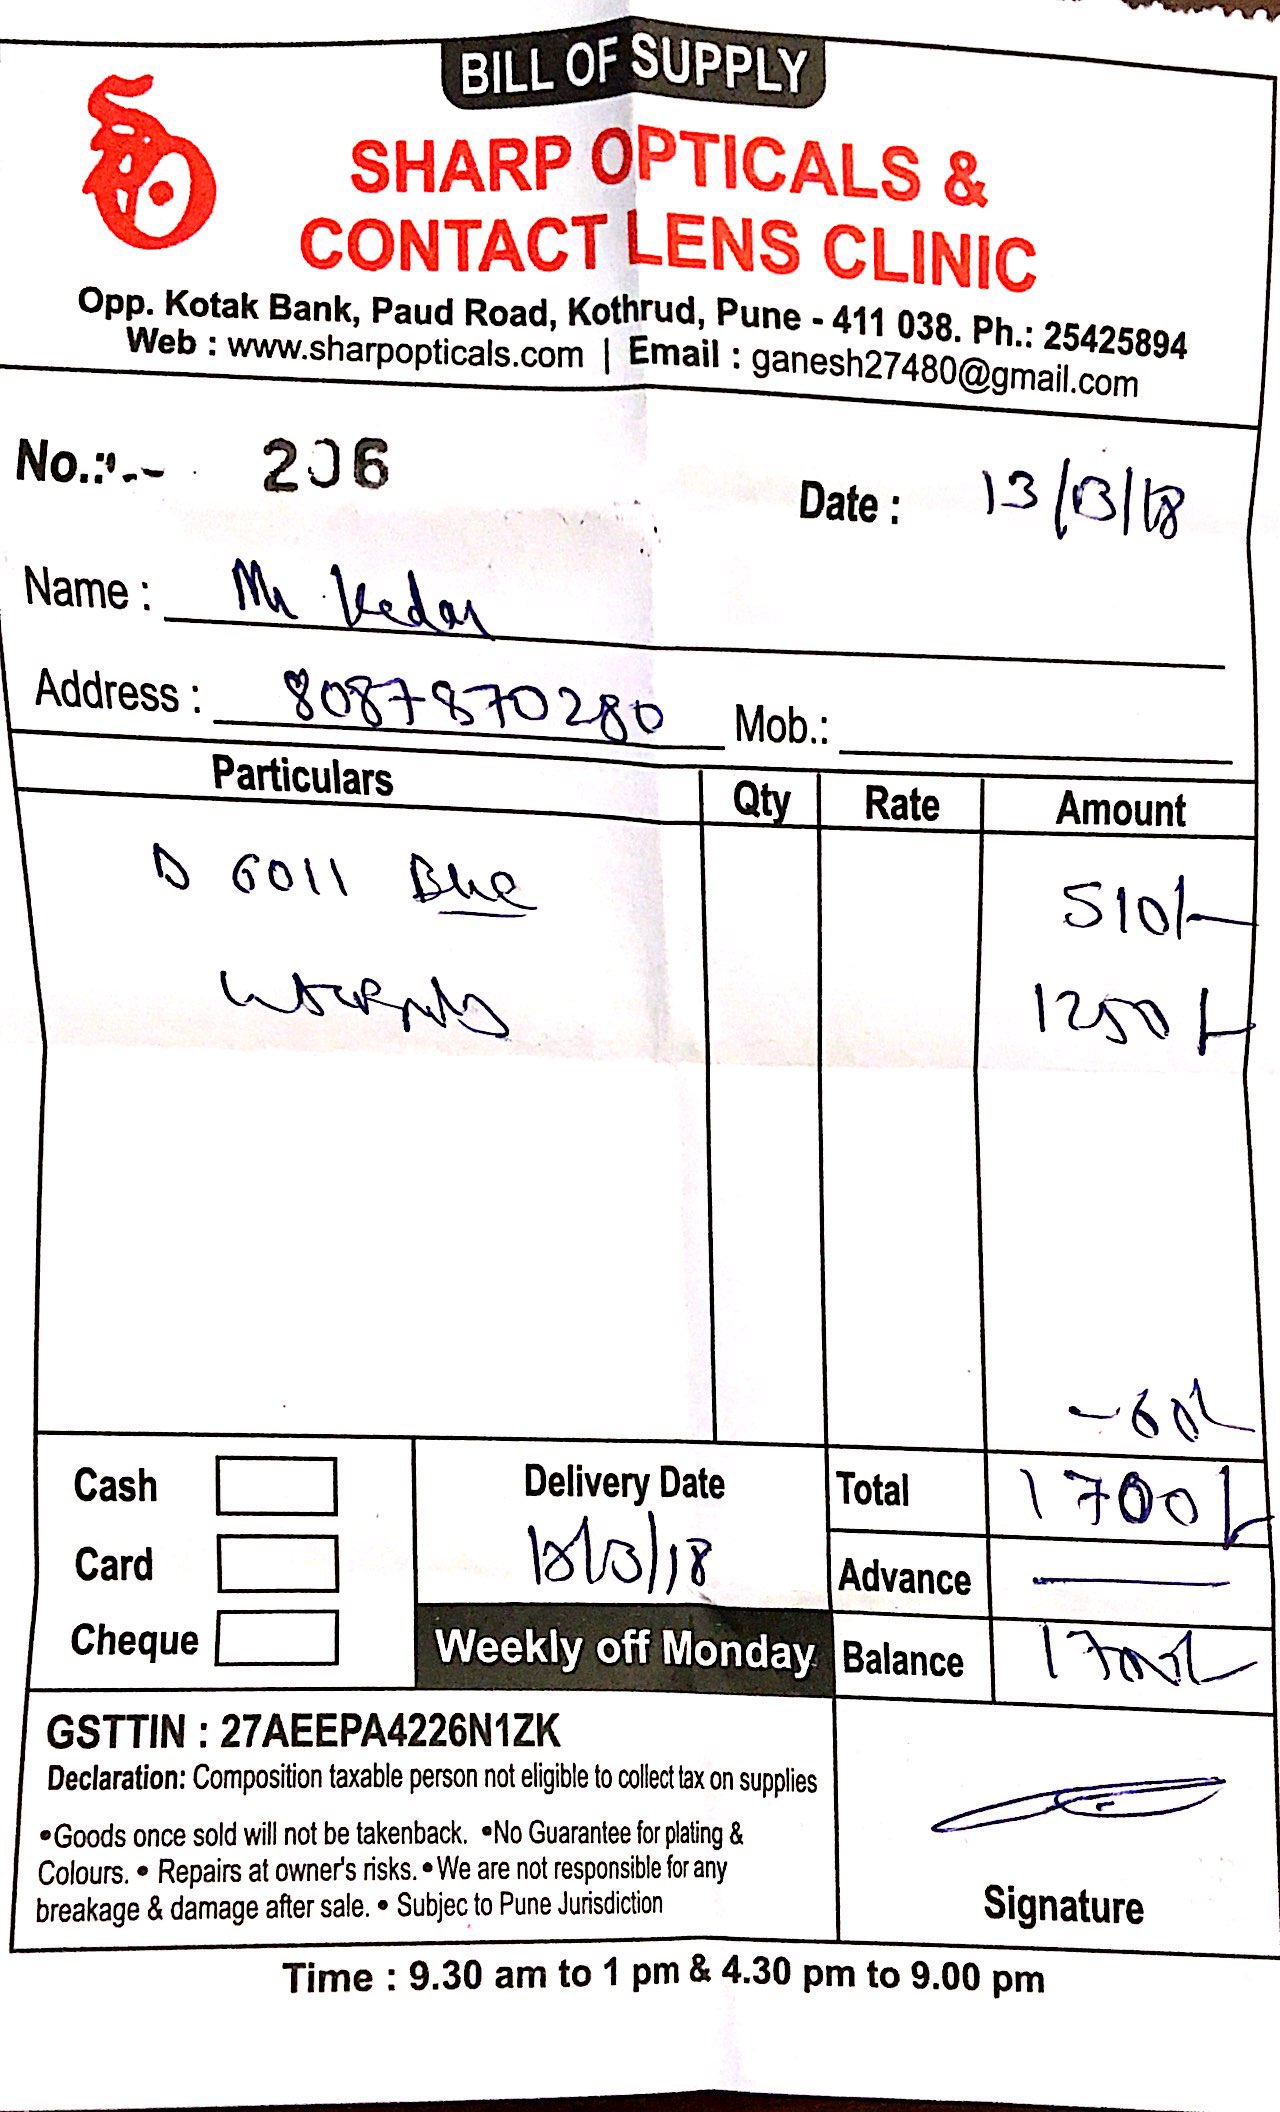 BILL OF SUPPLY
SHARP OPTICALS &
CONTACT LENS CLINIC
Opp. Kotak Bank, Paud Road, Kothrud, Pune - 411 038. Ph.: 25425894
Web : www.sharpopticals.com | Email : ganesh27480@gmail.com
No.: 206
Date : 13/3/18
Name : Mr Kedar
Address : 8087870280 Mob.:
Particulars Qty Rate Amount
D 6011 Blue 510/-
1250/-
-60/-
Cash Delivery Date Total 1700/-
Card 18/3/18 Advance —
Cheque Weekly off Monday Balance 1700/-
GSTTIN : 27AEEPA4226N1ZK
Declaration: Composition taxable person not eligible to collect tax on supplies
•Goods once sold will not be takenback. •No Guarantee for plating &
Colours. • Repairs at owner's risks. •We are not responsible for any
breakage & damage after sale. • Subjec to Pune Jurisdiction
Signature
Time : 9.30 am to 1 pm & 4.30 pm to 9.00 pm